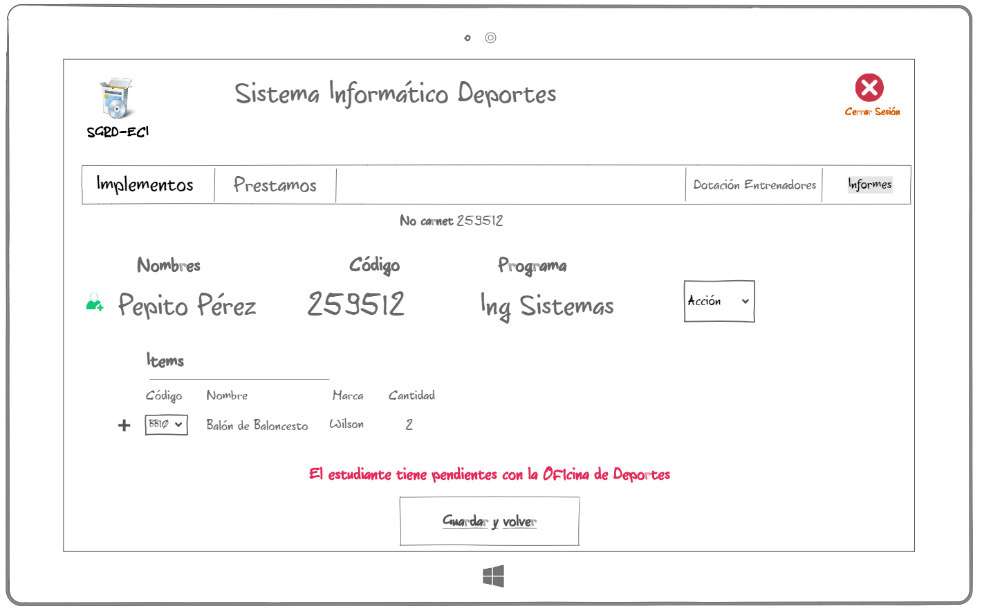 Sistema Informático Deportes
SGRD-ECI
Cerrar Sesión
Implementos
Prestamos
Dotación Entrenadores
Informes
No carnet 259512
Nombres Código Programa
Pepito Pérez 259512 Ing Sistemas
Acción
Items
Código Nombre Marca Cantidad
BB10 Balón de Baloncesto Wilson 2
El estudiante tiene pendientes con la OFIcina de Deportes
Guardar y volver